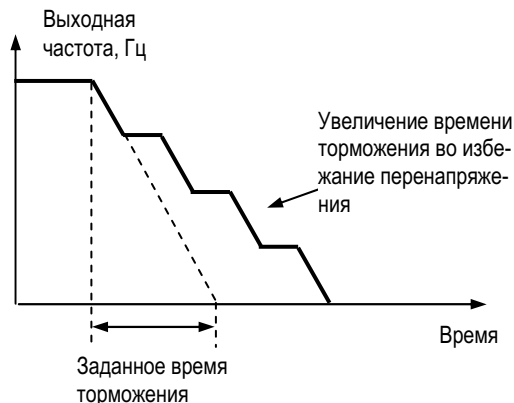 Выходная
частота, Гц
Увеличение времени
торможения во избе-
жание перенапряже-
ния
Время
Заданное время
торможения